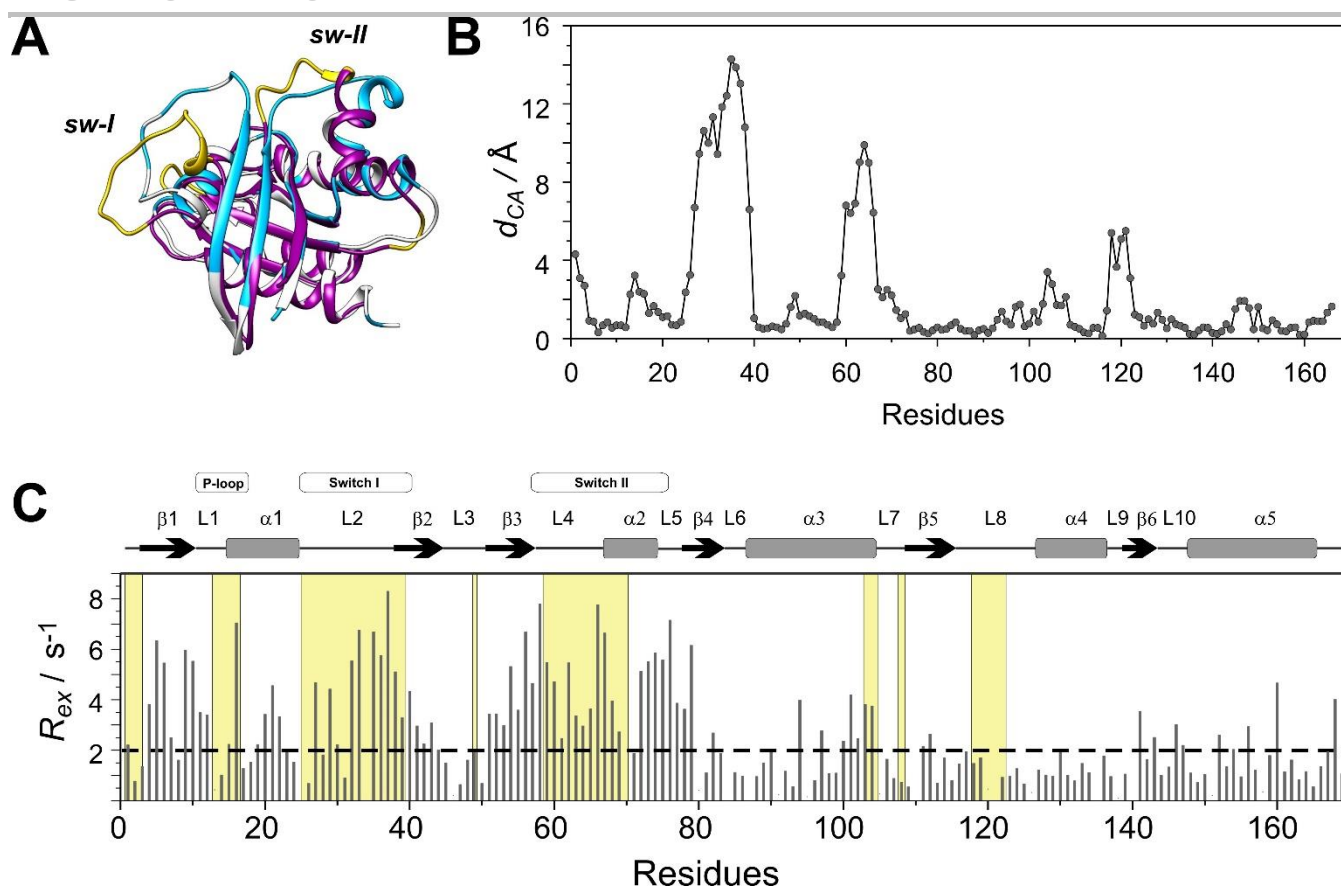 A
sw-II
sw-I
B
16
12
8
4
0
d_CA / Å
0 20 40 60 80 100 120 140 160
Residues
C
P-loop Switch I Switch II
β1 L1 α1 L2 β2 L3 β3 L4 α2 L5 β4 L6 α3 L7 β5 L8 α4 L9 β6 L10 α5
8
6
4
2
R_ex / s⁻¹
0 20 40 60 80 100 120 140 160
Residues